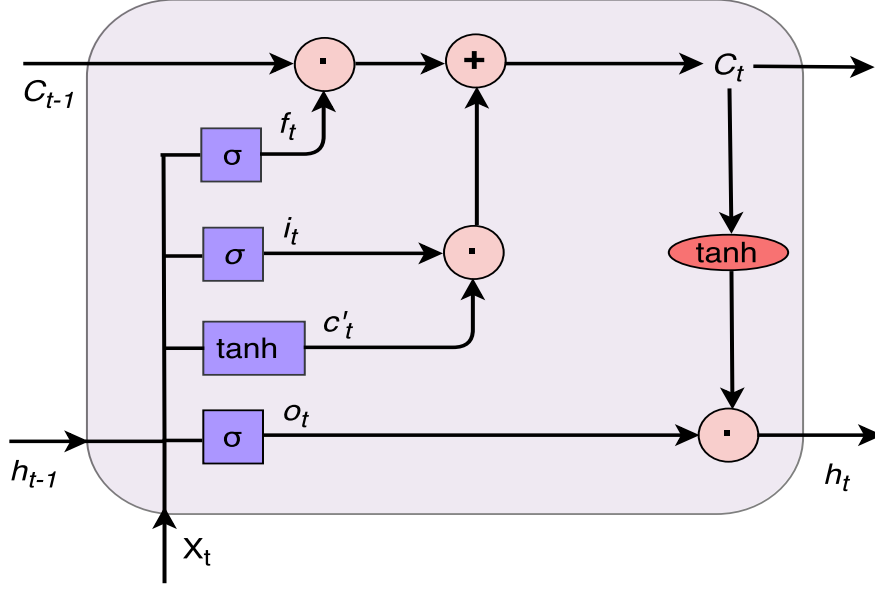 ·
+
C_t
C_{t-1}
f_t
σ
i_t
σ
·
tanh
c'_t
tanh
o_t
σ
·
h_{t-1}
h_t
X_t